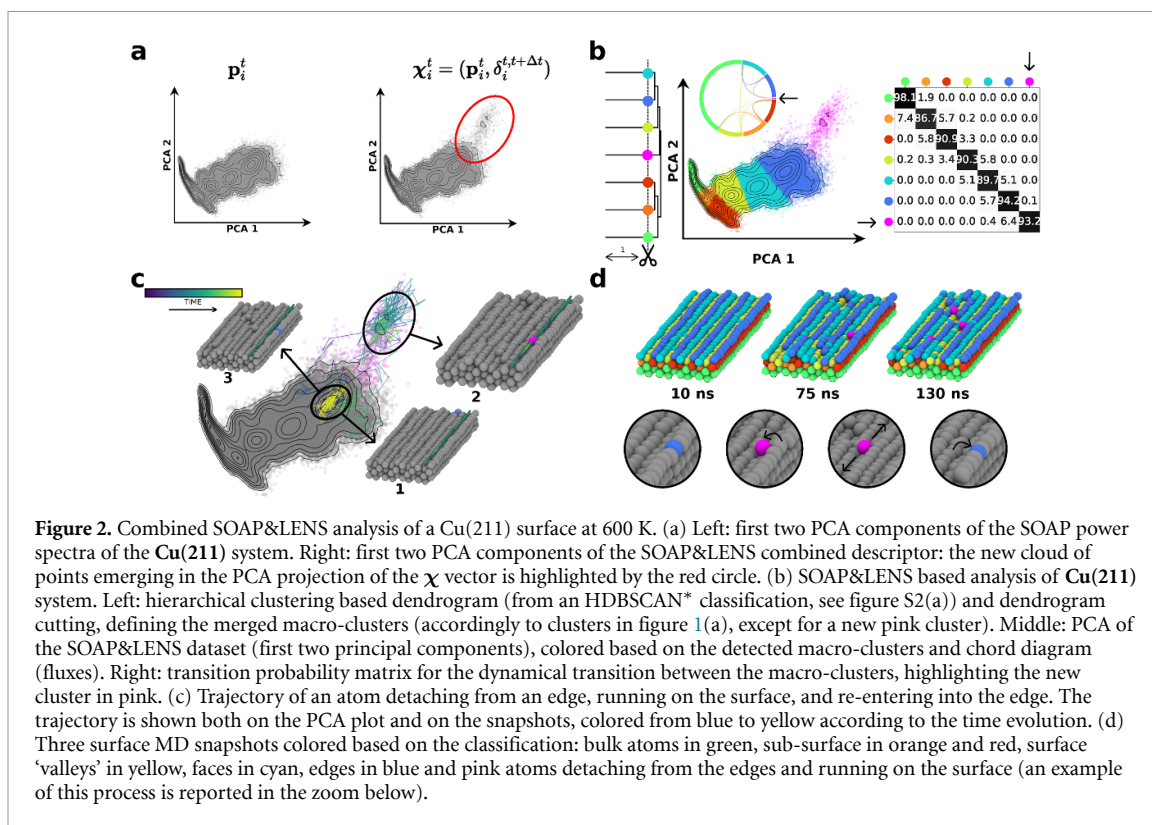 a
b
p_i^t
χ_i^t = (p_i^t, δ_i^{t,t+Δt})
PCA 2
PCA 1
PCA 2
PCA 1
1
PCA 2
PCA 1
98.1 1.9 0.0 0.0 0.0 0.0 0.0
7.4 86.7 5.7 0.2 0.0 0.0 0.0
0.0 5.8 90.9 3.3 0.0 0.0 0.0
0.2 0.3 3.4 90.3 5.8 0.0 0.0
0.0 0.0 0.0 5.1 89.7 5.1 0.0
0.0 0.0 0.0 0.0 5.7 94.2 0.1
0.0 0.0 0.0 0.0 0.4 6.4 93.2
c
TIME
3
2
1
d
10 ns 75 ns 130 ns
Figure 2. Combined SOAP&LENS analysis of a Cu(211) surface at 600 K. (a) Left: first two PCA components of the SOAP power
spectra of the Cu(211) system. Right: first two PCA components of the SOAP&LENS combined descriptor: the new cloud of
points emerging in the PCA projection of the χ vector is highlighted by the red circle. (b) SOAP&LENS based analysis of Cu(211)
system. Left: hierarchical clustering based dendrogram (from an HDBSCAN* classification, see figure S2(a)) and dendrogram
cutting, defining the merged macro-clusters (accordingly to clusters in figure 1(a), except for a new pink cluster). Middle: PCA of
the SOAP&LENS dataset (first two principal components), colored based on the detected macro-clusters and chord diagram
(fluxes). Right: transition probability matrix for the dynamical transition between the macro-clusters, highlighting the new
cluster in pink. (c) Trajectory of an atom detaching from an edge, running on the surface, and re-entering into the edge. The
trajectory is shown both on the PCA plot and on the snapshots, colored from blue to yellow according to the time evolution. (d)
Three surface MD snapshots colored based on the classification: bulk atoms in green, sub-surface in orange and red, surface
'valleys' in yellow, faces in cyan, edges in blue and pink atoms detaching from the edges and running on the surface (an example
of this process is reported in the zoom below).